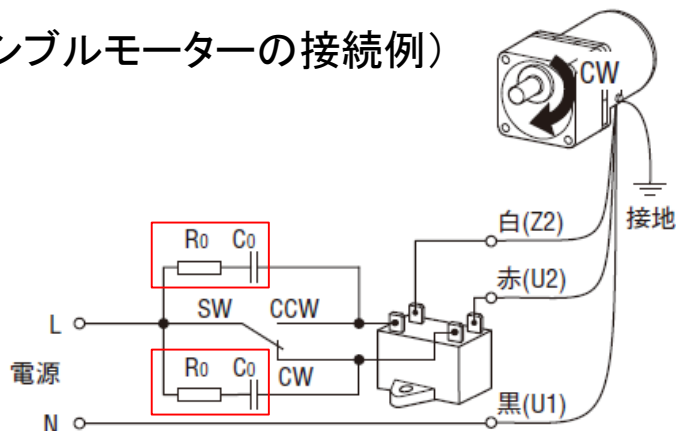 ンブルモーターの接続例）
CW
接地
白(Z2)
赤(U2)
R0 C0
SW CCW
L
電源
R0 C0
CW
N
黒(U1)